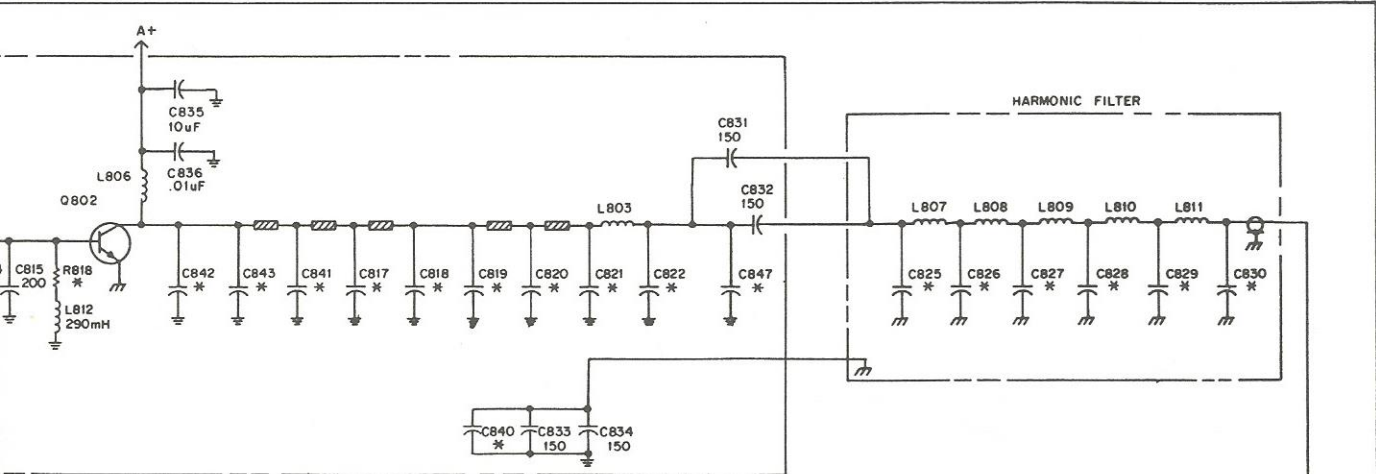 A+
C835
10uF
HARMONIC FILTER
C831
150
L806
C836
.01uF
Q802
C832
150
L803
L807 L808 L809 L810 L811
C815
200
R818
*
C842
*
C843
*
C841
*
C817
*
C818
*
C819
*
C820
*
C821
*
C822
*
C847
*
C825
*
C826
*
C827
*
C828
*
C829
*
C830
*
L812
290mH
C840
*
C833
150
C834
150